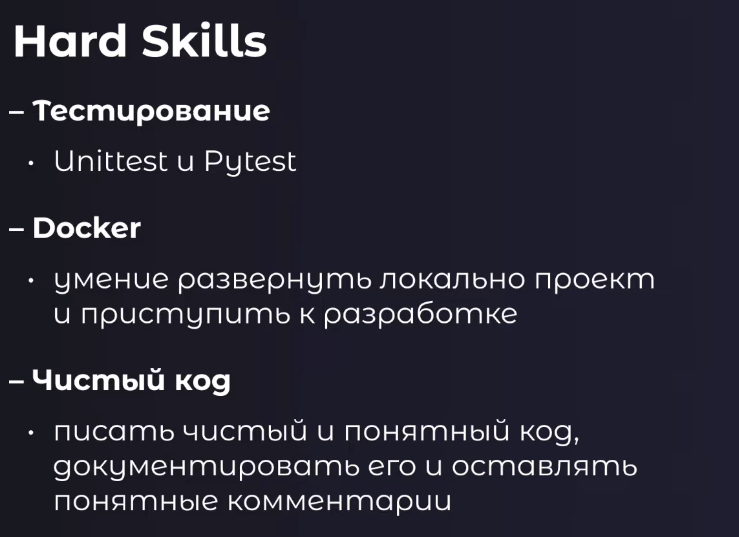 Hard Skills
– Тестирование
• Unittest и Pytest
– Docker
• умение развернуть локально проект
и приступить к разработке
– Чистый код
• писать чистый и понятный код,
документировать его и оставлять
понятные комментарии